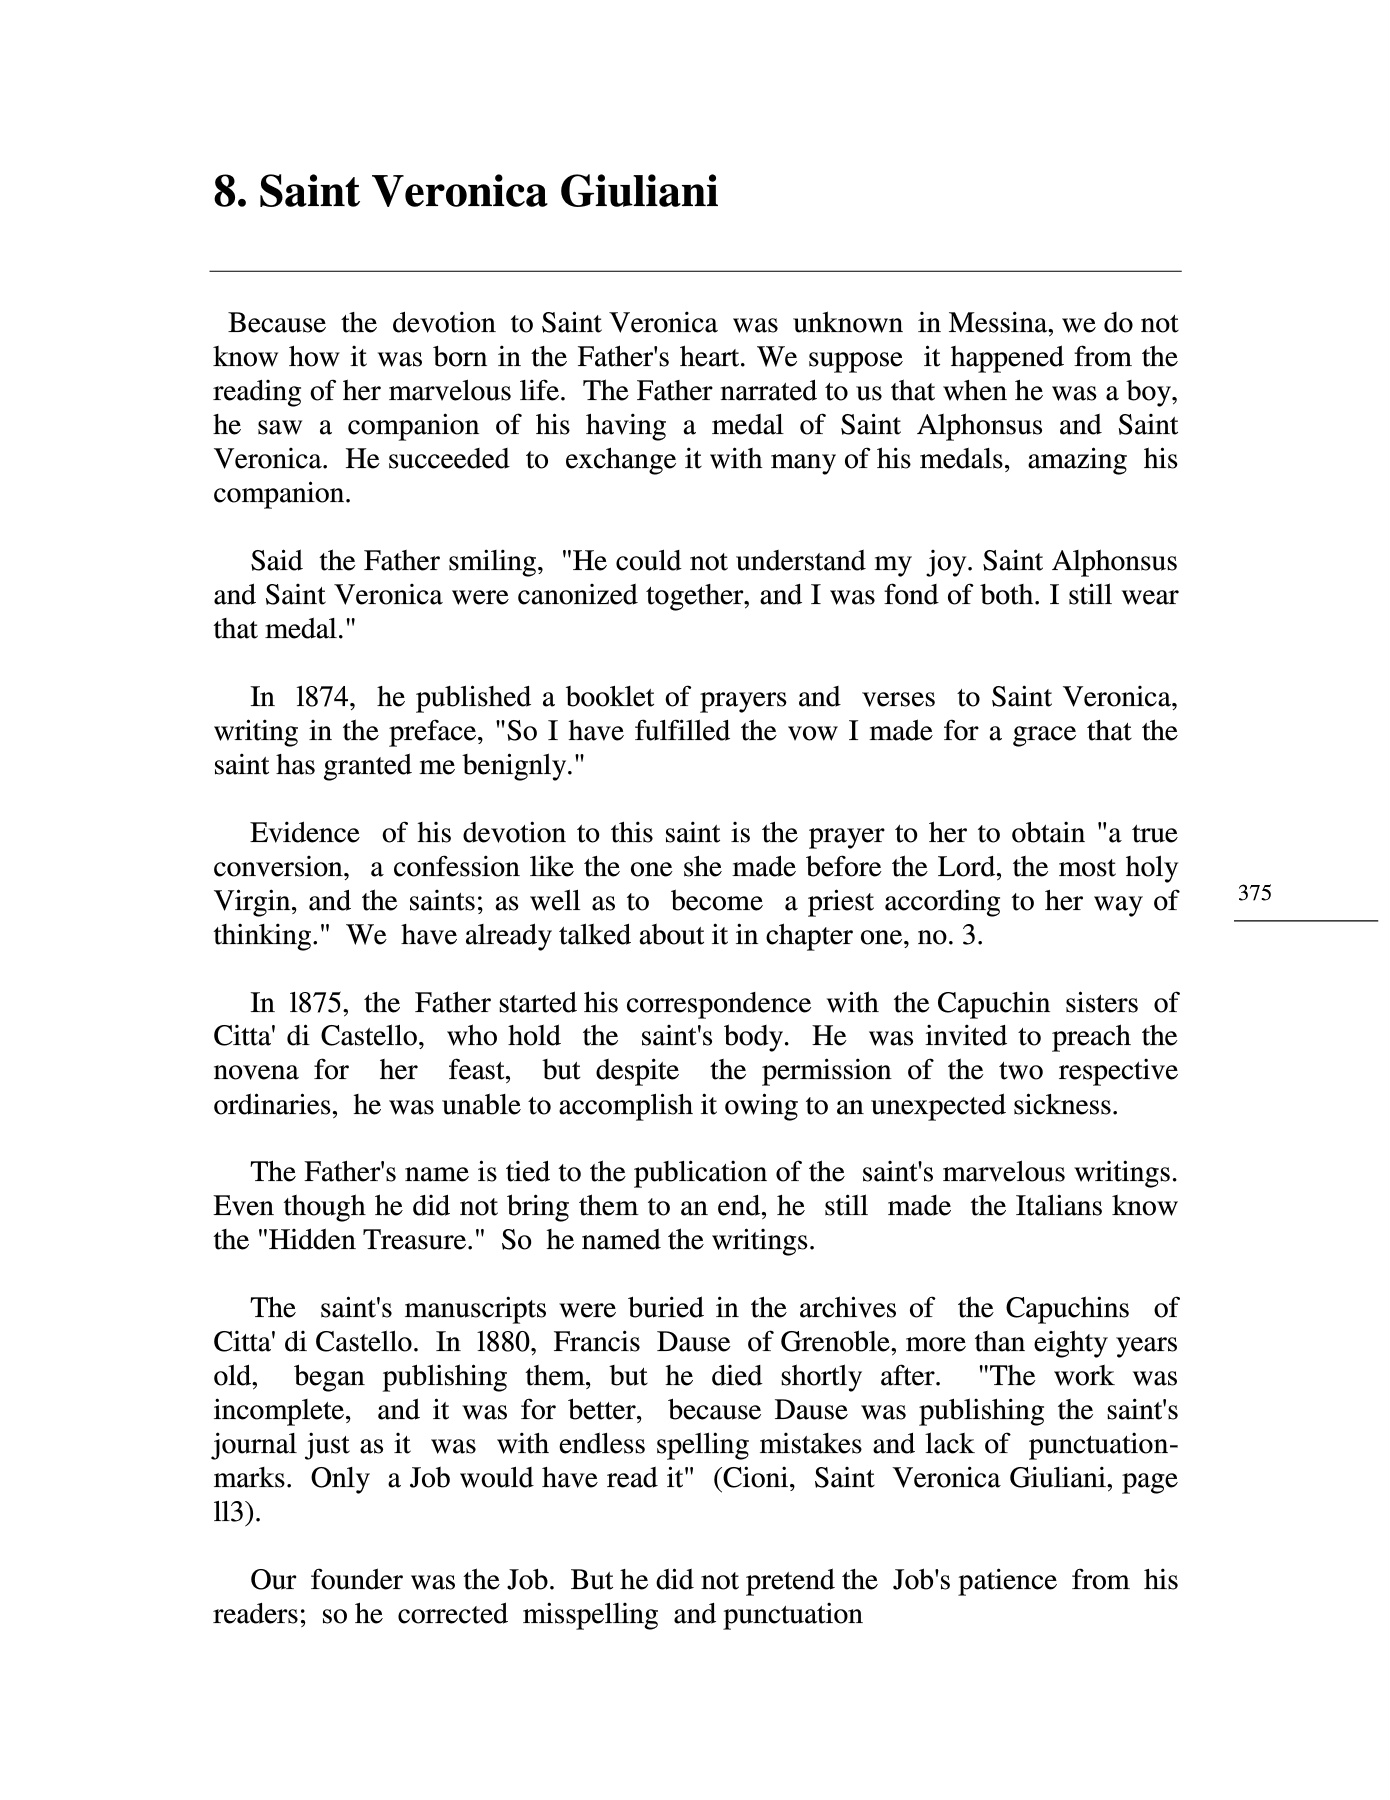 8. Saint Veronica Giuliani
Because the devotion to Saint Veronica was unknown in Messina, we do not
know how it was born in the Father's heart. We suppose it happened from the
reading of her marvelous life. The Father narrated to us that when he was a boy,
he saw a companion of his having a medal of Saint Alphonsus and Saint
Veronica. He succeeded to exchange it with many of his medals, amazing his
companion.
Said the Father smiling, "He could not understand my joy. Saint Alphonsus
and Saint Veronica were canonized together, and I was fond of both. I still wear
that medal."
In l874, he published a booklet of prayers and verses to Saint Veronica,
writing in the preface, "So I have fulfilled the vow I made for a grace that the
saint has granted me benignly."
Evidence of his devotion to this saint is the prayer to her to obtain "a true
conversion, a confession like the one she made before the Lord, the most holy
Virgin, and the saints; as well as to become a priest according to her way of
thinking." We have already talked about it in chapter one, no. 3.
375
In l875, the Father started his correspondence with the Capuchin sisters of
Citta' di Castello, who hold the saint's body. He was invited to preach the
novena for her feast, but despite the permission of the two respective
ordinaries, he was unable to accomplish it owing to an unexpected sickness.
The Father's name is tied to the publication of the saint's marvelous writings.
Even though he did not bring them to an end, he still made the Italians know
the "Hidden Treasure." So he named the writings.
The saint's manuscripts were buried in the archives of the Capuchins of
Citta' di Castello. In l880, Francis Dause of Grenoble, more than eighty years
old, began publishing them, but he died shortly after. "The work was
incomplete, and it was for better, because Dause was publishing the saint's
journal just as it was with endless spelling mistakes and lack of punctuation-
marks. Only a Job would have read it" (Cioni, Saint Veronica Giuliani, page
ll3).
Our founder was the Job. But he did not pretend the Job's patience from his
readers; so he corrected misspelling and punctuation